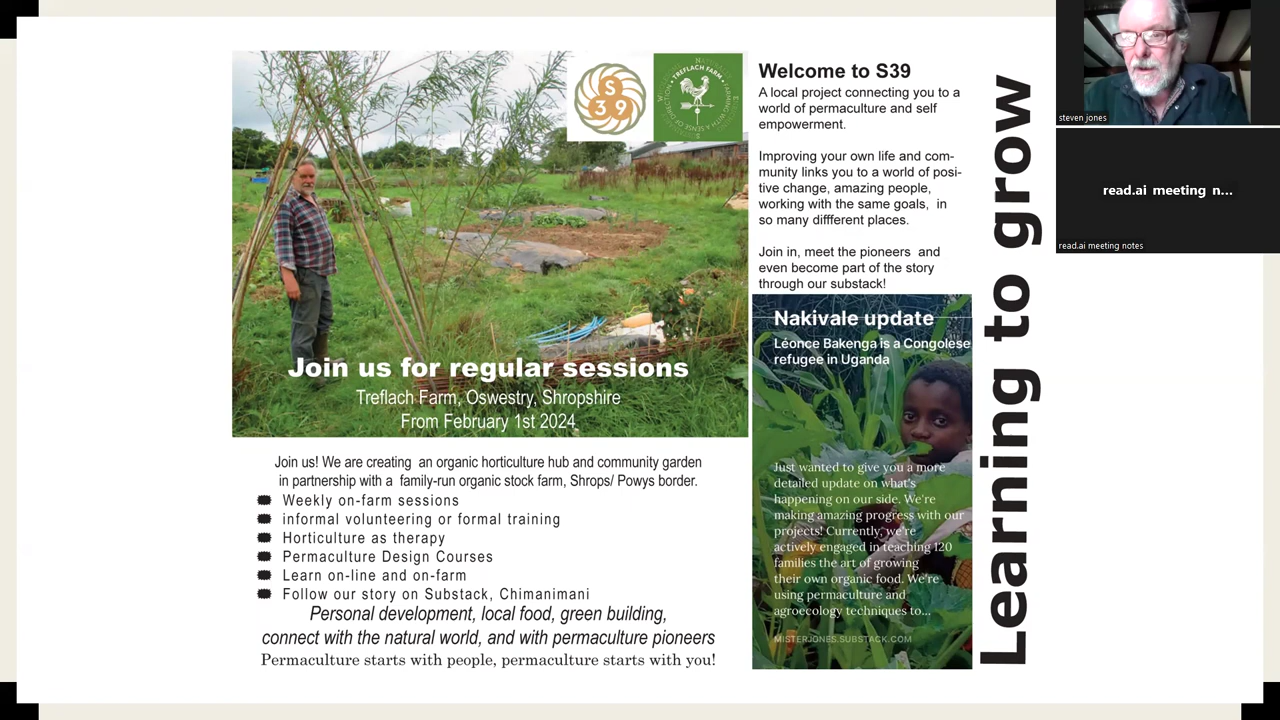 S
39
TREFLACH FARM
Welcome to S39
A local project connecting you to a
world of permaculture and self
empowerment.
Improving your own life and com-
munity links you to a world of posi-
tive change, amazing people,
working with the same goals, in
so many diffferent places.
Join in, meet the pioneers and
even become part of the story
through our substack!
Join us for regular sessions
Treflach Farm, Oswestry, Shropshire
From February 1st 2024
Join us! We are creating an organic horticulture hub and community garden
in partnership with a family-run organic stock farm, Shrops/ Powys border.
Weekly on-farm sessions
informal volunteering or formal training
Horticulture as therapy
Permaculture Design Courses
Learn on-line and on-farm
Follow our story on Substack, Chimanimani
Personal development, local food, green building,
connect with the natural world, and with permaculture pioneers
Permaculture starts with people, permaculture starts with you!
Nakivale update
Léonce Bakenga is a Congolese
refugee in Uganda
Just wanted to give you a more
detailed update on what's
happening on our side. We're
making amazing progress with our
projects! Currently, we're
actively engaged in teaching 120
families the art of growing
their own organic food. We're
using permaculture and
agroecology techniques to...
MISTERJONES.SUBSTACK.COM
Learning to grow
steven jones
read.ai meeting n...
read.ai meeting notes